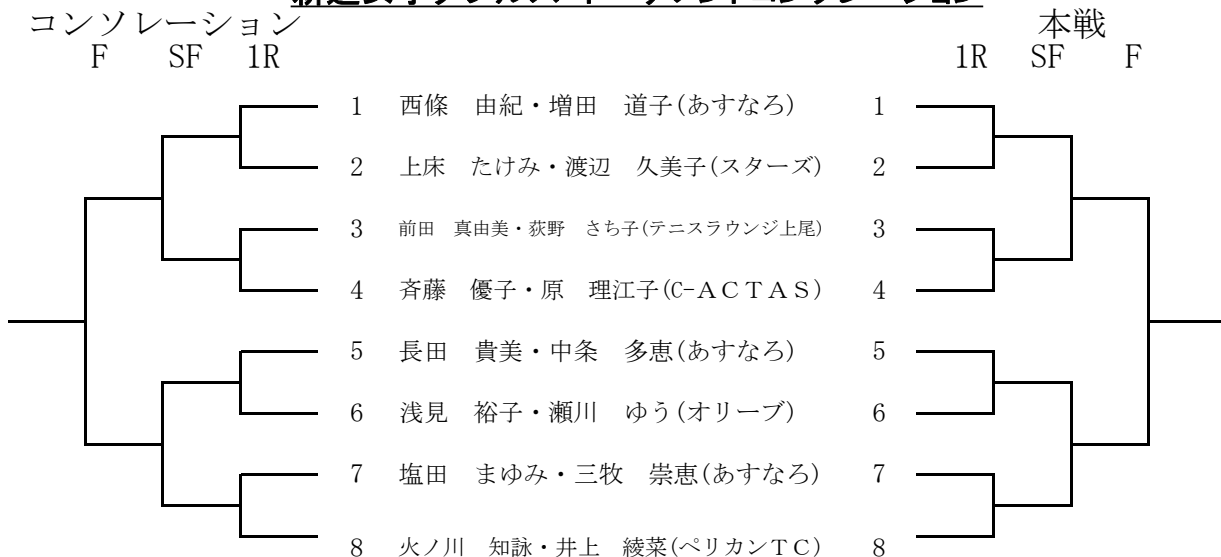 コンソレーション 本戦
F SF 1R 1R SF F
1 西條 由紀・増田 道子(あすなろ) 1
2 上床 たけみ・渡辺 久美子(スターズ) 2
3 前田 真由美・荻野 さち子(テニスラウンジ上尾) 3
4 斉藤 優子・原 理江子(C-ACTAS) 4
5 長田 貴美・中条 多恵(あすなろ) 5
6 浅見 裕子・瀬川 ゆう(オリーブ) 6
7 塩田 まゆみ・三牧 崇恵(あすなろ) 7
8 火ノ川 知詠・井上 綾菜(ペリカンTC) 8